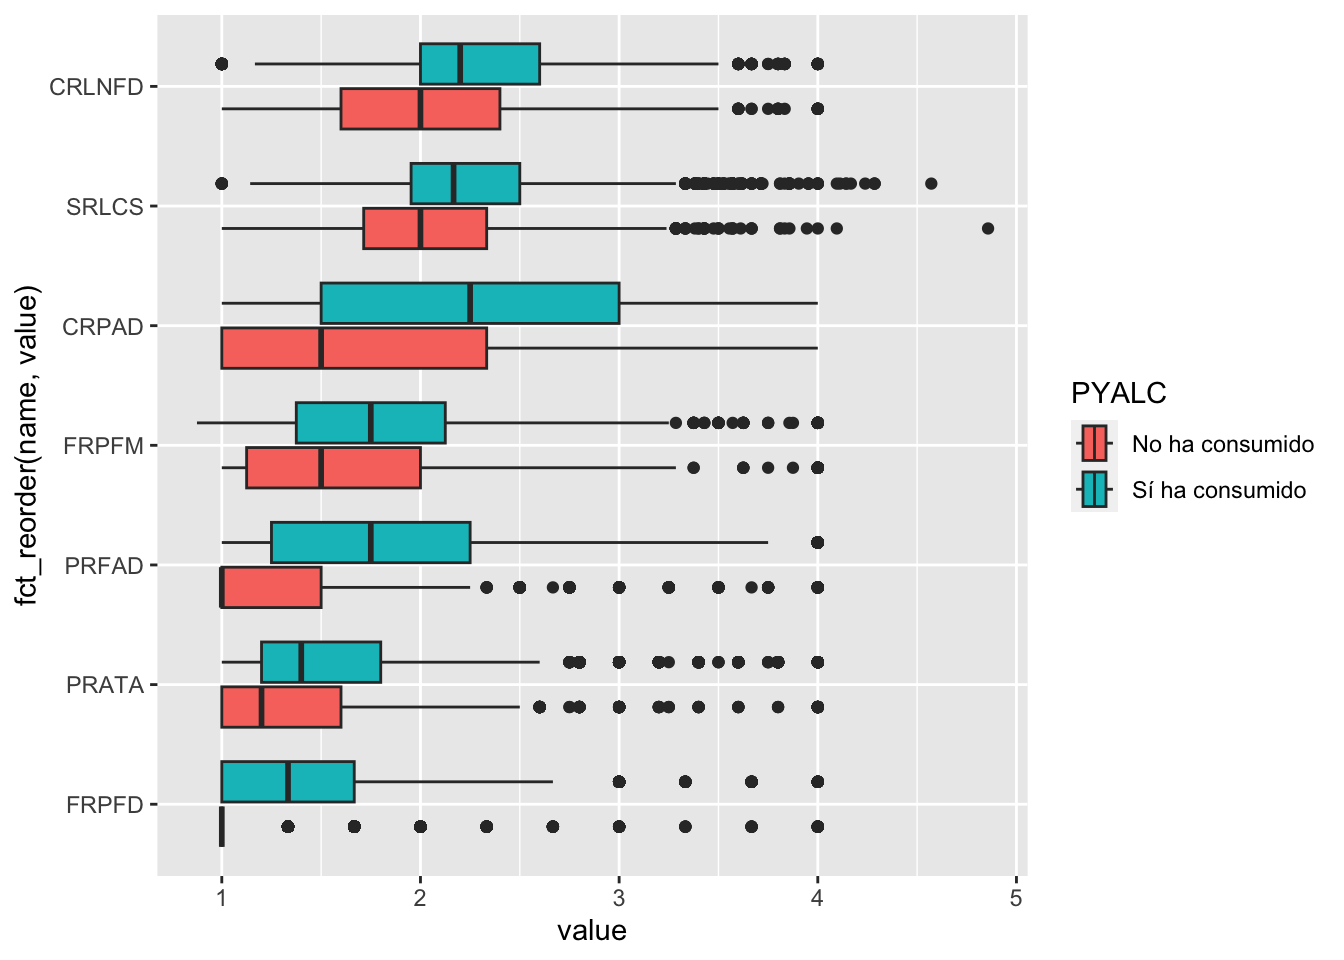 CRLNFD
SRLCS
CRPAD
FRPFM
PRFAD
PRATA
FRPFD
fct_reorder(name, value)
1 2 3 4 5
value
PYALC
No ha consumido
Sí ha consumido